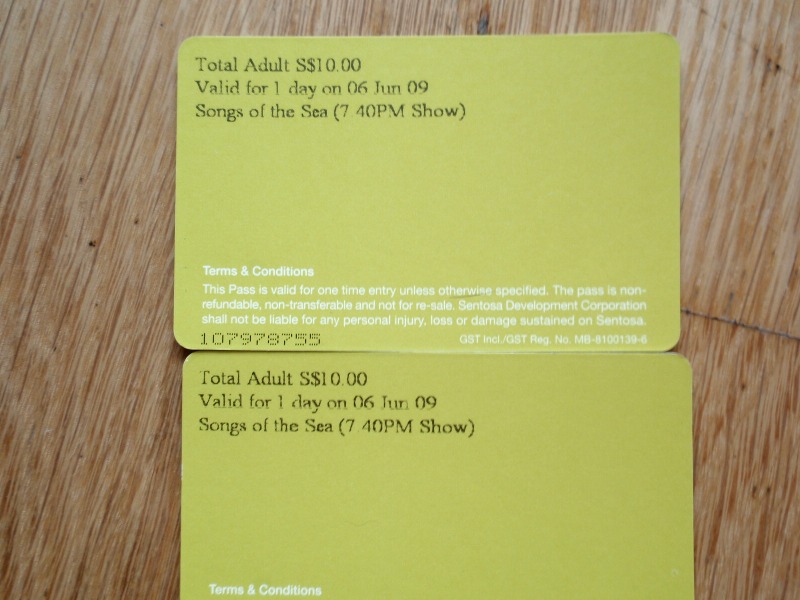 Total Adult S$10.00
Valid for 1 day on 06 Jun 09
Songs of the Sea (7.40PM Show)
Terms & Conditions
This Pass is valid for one time entry unless otherwise specified. The pass is non-
refundable, non-transferable and not for re-sale. Sentosa Development Corporation
shall not be liable for any personal injury, loss or damage sustained on Sentosa.
107978755
GST Incl./GST Reg. No. MB-8100139-6
Total Adult S$10.00
Valid for 1 day on 06 Jun 09
Songs of the Sea (7.40PM Show)
Terms & Conditions